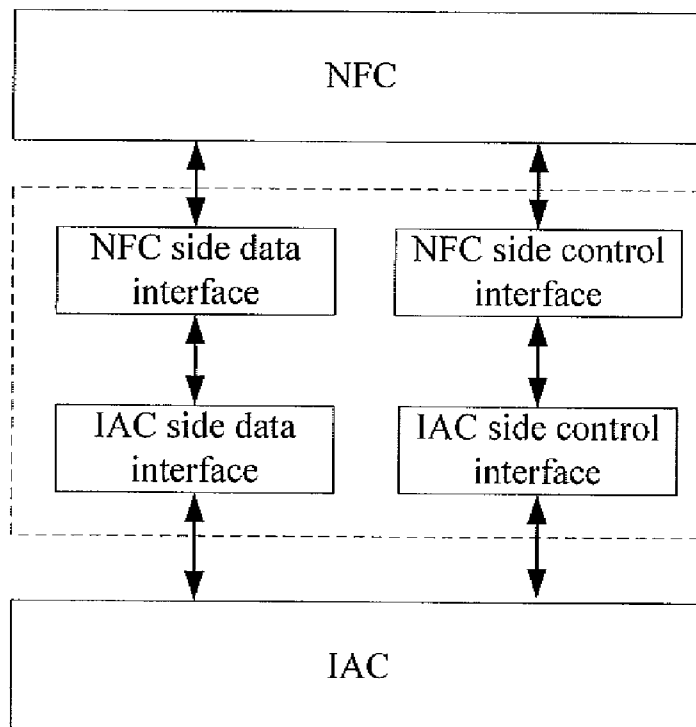 NFC
NFC side data
interface
NFC side control
interface
IAC side data
interface
IAC side control
interface
IAC